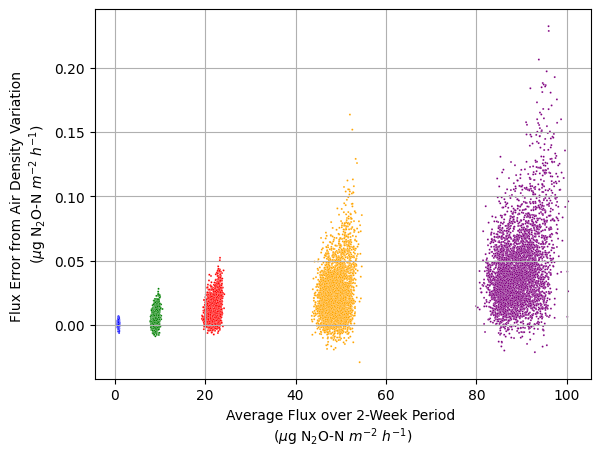 Flux Error from Air Density Variation
(μg N₂O-N m⁻² h⁻¹)
0.20
0.15
0.10
0.05
0.00
0 20 40 60 80 100
Average Flux over 2-Week Period
(μg N₂O-N m⁻² h⁻¹)